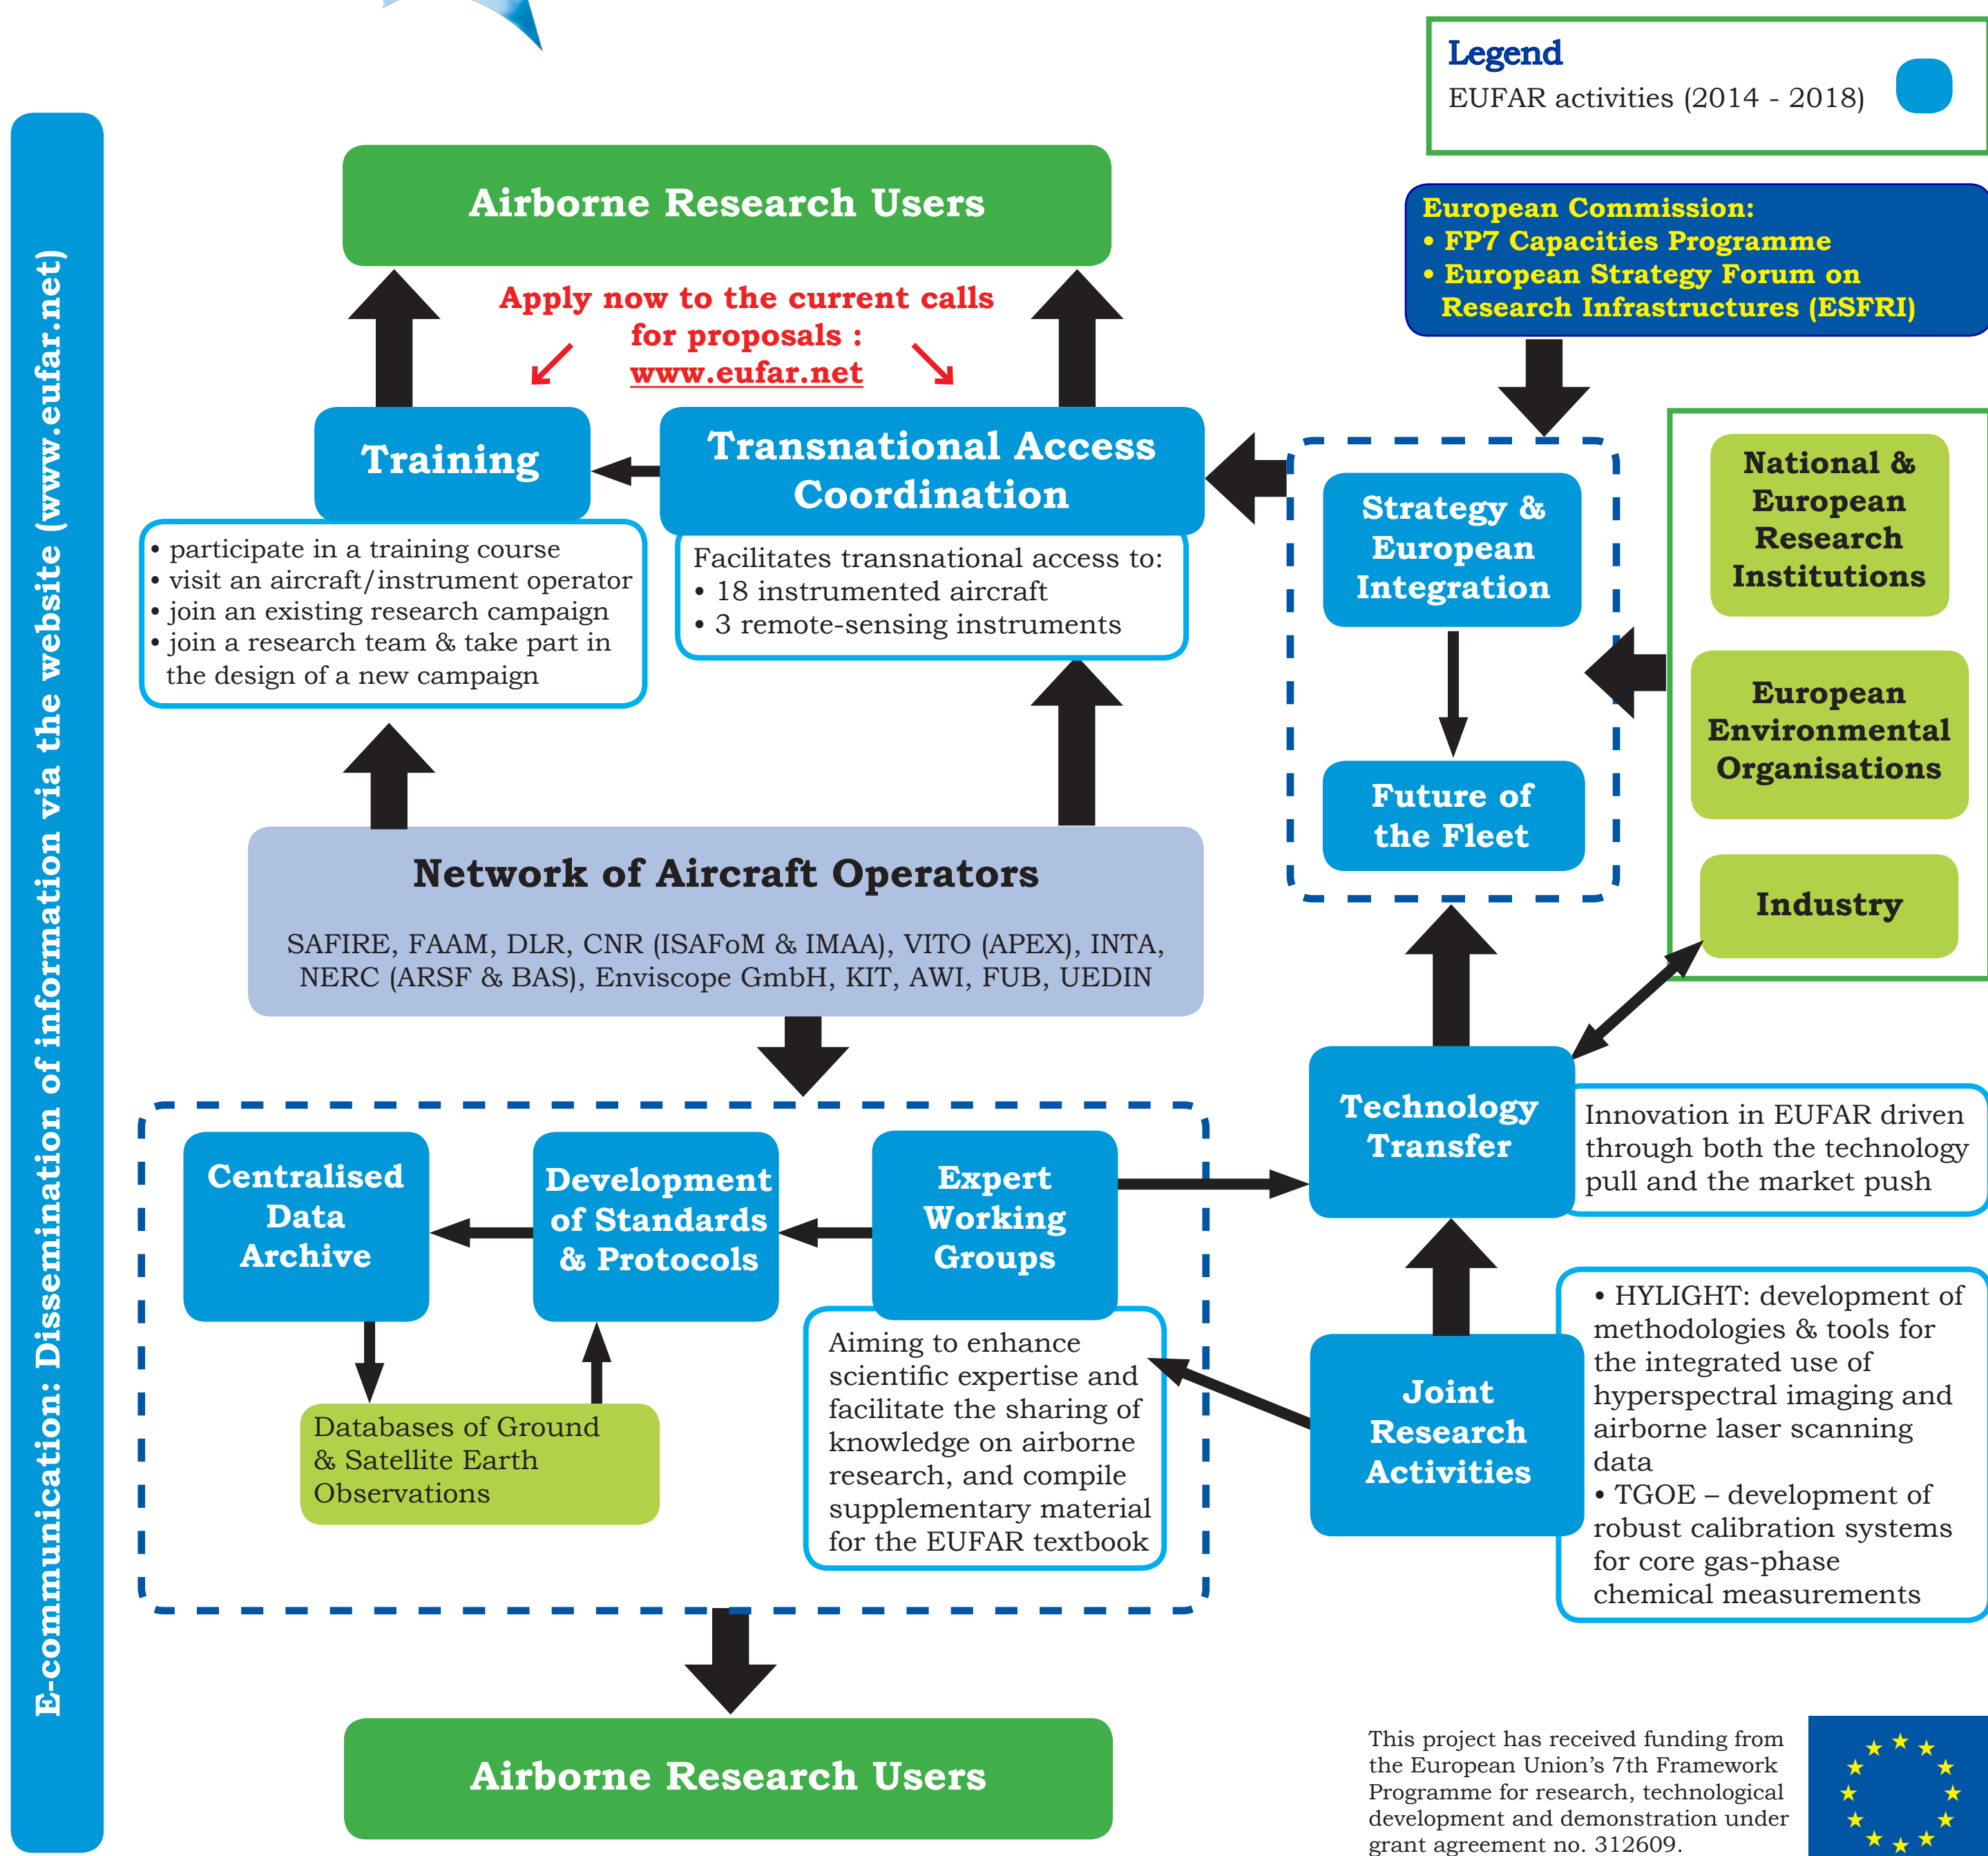 Legend
EUFAR activities (2014 - 2018)
E-communication: Dissemination of information via the website (www.eufar.net)
Airborne Research Users
European Commission:
• FP7 Capacities Programme
• European Strategy Forum on
Research Infrastructures (ESFRI)
Apply now to the current calls
for proposals :
www.eufar.net
Training
• participate in a training course
• visit an aircraft/instrument operator
• join an existing research campaign
• join a research team & take part in
the design of a new campaign
Transnational Access
Coordination
Facilitates transnational access to:
• 18 instrumented aircraft
• 3 remote-sensing instruments
Strategy &
European
Integration
Future of
the Fleet
National &
European
Research
Institutions
European
Environmental
Organisations
Industry
Network of Aircraft Operators
SAFIRE, FAAM, DLR, CNR (ISAFoM & IMAA), VITO (APEX), INTA,
NERC (ARSF & BAS), Enviscope GmbH, KIT, AWI, FUB, UEDIN
Centralised
Data
Archive
Development
of Standards
& Protocols
Expert
Working
Groups
Databases of Ground
& Satellite Earth
Observations
Aiming to enhance
scientific expertise and
facilitate the sharing of
knowledge on airborne
research, and compile
supplementary material
for the EUFAR textbook
Technology
Transfer
Innovation in EUFAR driven
through both the technology
pull and the market push
Joint
Research
Activities
• HYLIGHT: development of
methodologies & tools for
the integrated use of
hyperspectral imaging and
airborne laser scanning
data
• TGOE – development of
robust calibration systems
for core gas-phase
chemical measurements
Airborne Research Users
This project has received funding from
the European Union's 7th Framework
Programme for research, technological
development and demonstration under
grant agreement no. 312609.